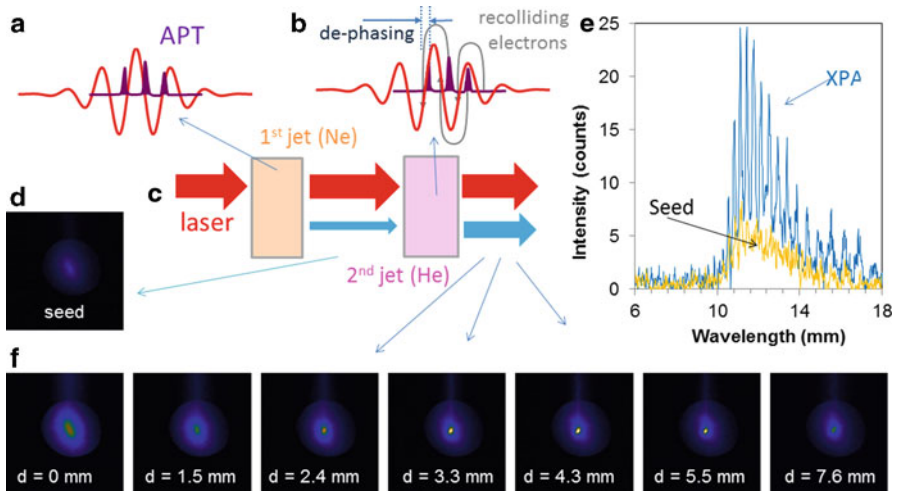 a
APT
b
de-phasing
recolliding
electrons
1st jet (Ne)
c
laser
2nd jet (He)
d
seed
e
Intensity (counts)
30
25
20
15
10
5
0
XPA
Seed
6
10
14
18
Wavelength (mm)
f
d = 0 mm
d = 1.5 mm
d = 2.4 mm
d = 3.3 mm
d = 4.3 mm
d = 5.5 mm
d = 7.6 mm